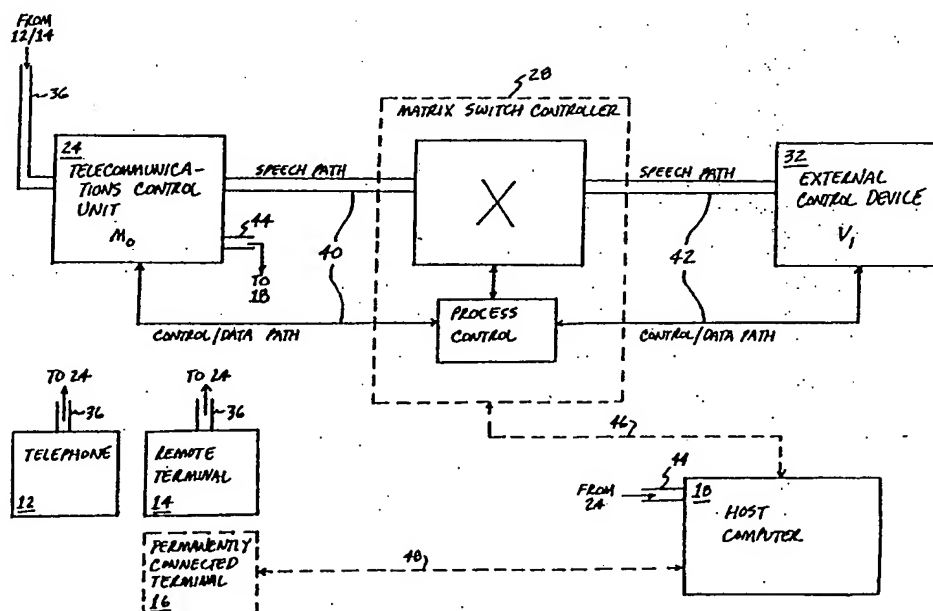 FROM
12/14
36
28
MATRIX SWITCH CONTROLLER
24
TELECOMMUNICA-
TIONS CONTROL
UNIT
M0
SPEECH PATH
X
SPEECH PATH
32
EXTERNAL
CONTROL DEVICE
V1
44
TO
18
40
42
PROCESS
CONTROL
CONTROL/DATA PATH
CONTROL/DATA PATH
TO 24
36
TELEPHONE
12
TO 24
36
REMOTE
TERMINAL
14
46
44
FROM
24
18
HOST
COMPUTER
PERMANENTLY
CONNECTED
TERMINAL
16
48